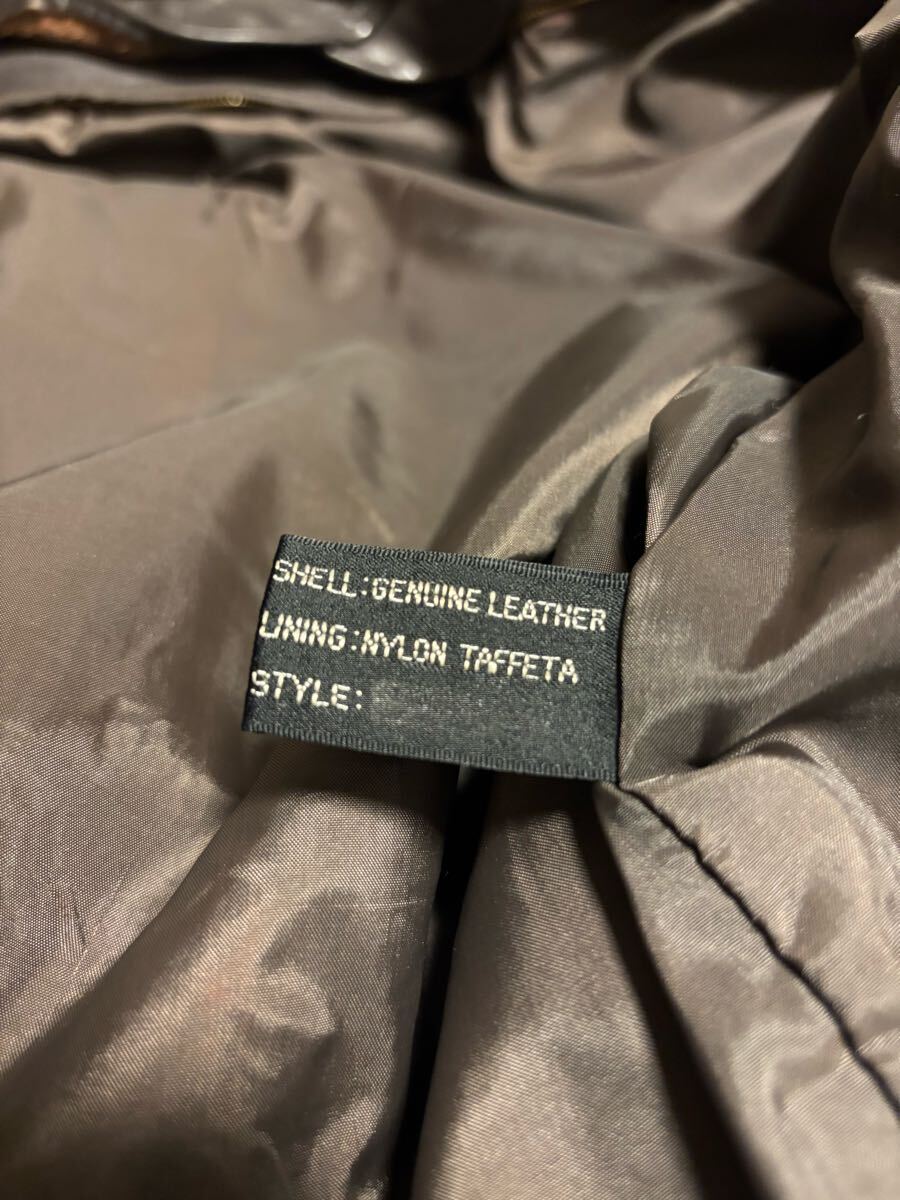 SHELL:GENUINE LEATHER
LINING:NYLON TAFFETA
STYLE: